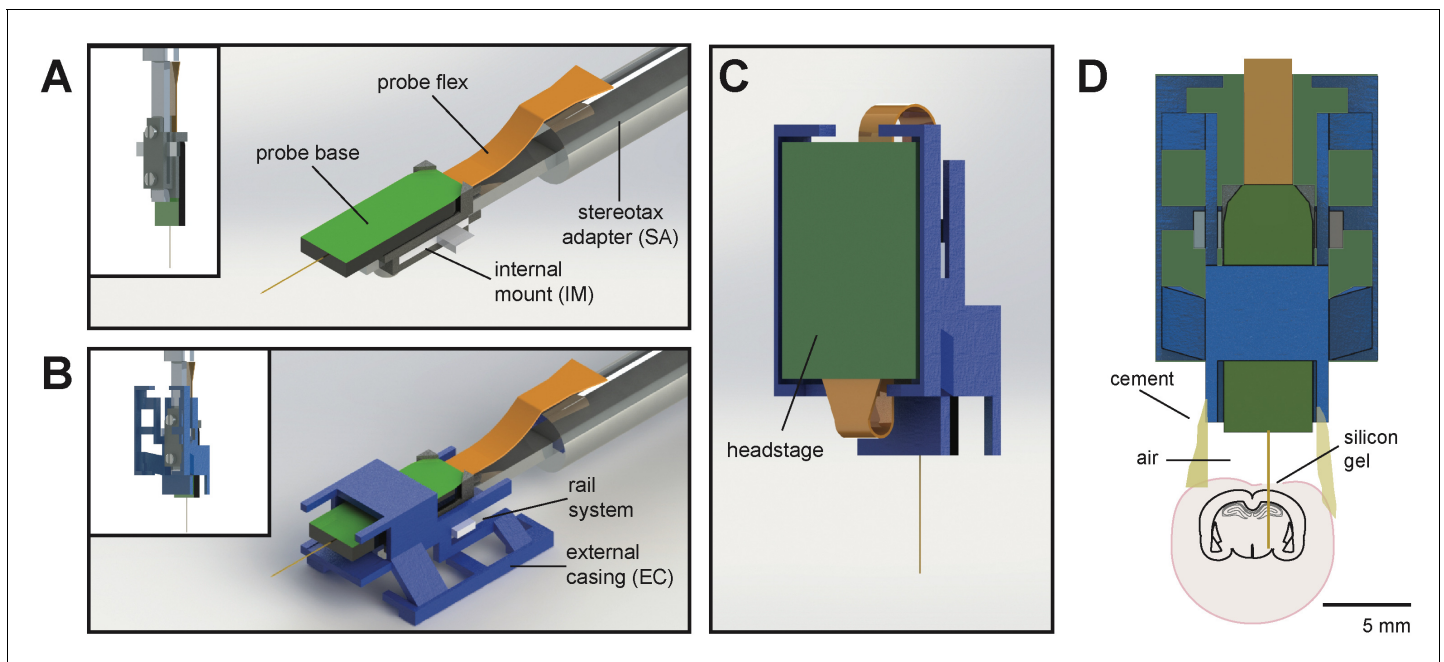 A
probe flex
probe base
stereotax
adapter (SA)
internal
mount (IM)
B
rail
system
external
casing (EC)
C
headstage
D
cement
air
silicon
gel
5 mm